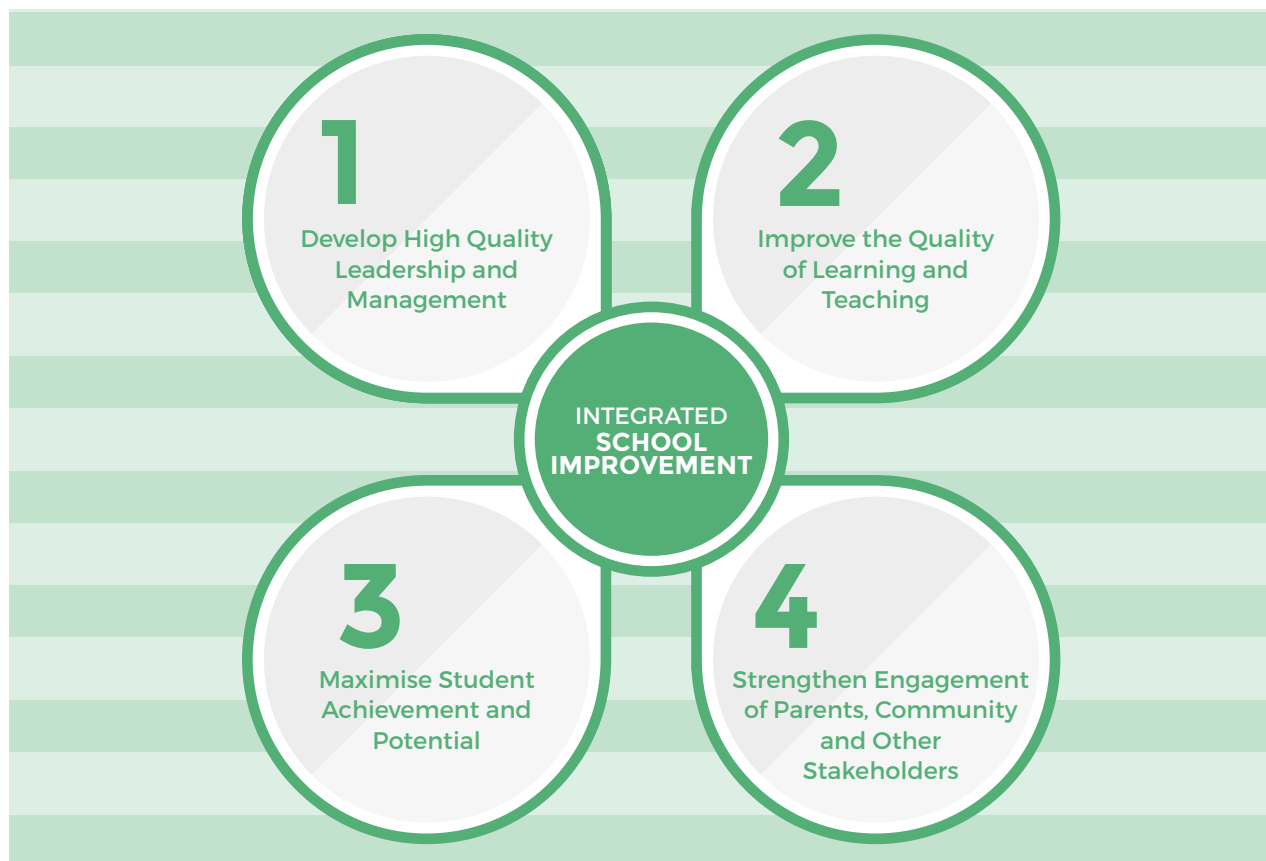 1
Develop High Quality
Leadership and
Management
2
Improve the Quality
of Learning and
Teaching
INTEGRATED
SCHOOL
IMPROVEMENT
3
Maximise Student
Achievement and
Potential
4
Strengthen Engagement
of Parents, Community
and Other
Stakeholders